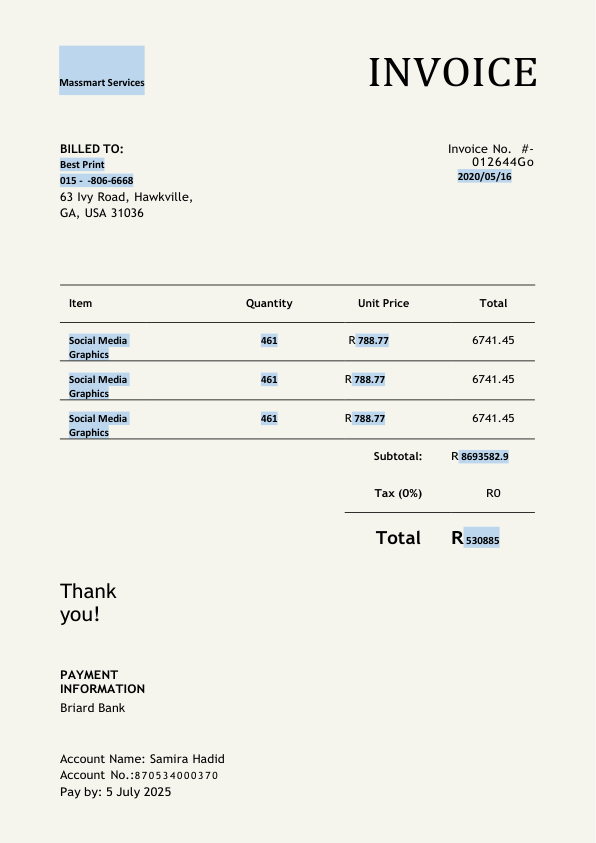 Massmart Services
INVOICE
BILLED TO:
Best Print
015 -  -806-6668
63 Ivy Road, Hawkville,
GA, USA 31036
Invoice No.  #-
012644Go
2020/05/16
Item Quantity Unit Price Total
Social Media 461 R 788.77 6741.45
Graphics
Social Media 461 R 788.77 6741.45
Graphics
Social Media 461 R 788.77 6741.45
Graphics
Subtotal: R 8693582.9
Tax (0%) R0
Total R 530885
Thank
you!
PAYMENT
INFORMATION
Briard Bank
Account Name: Samira Hadid
Account No.:870534000370
Pay by: 5 July 2025